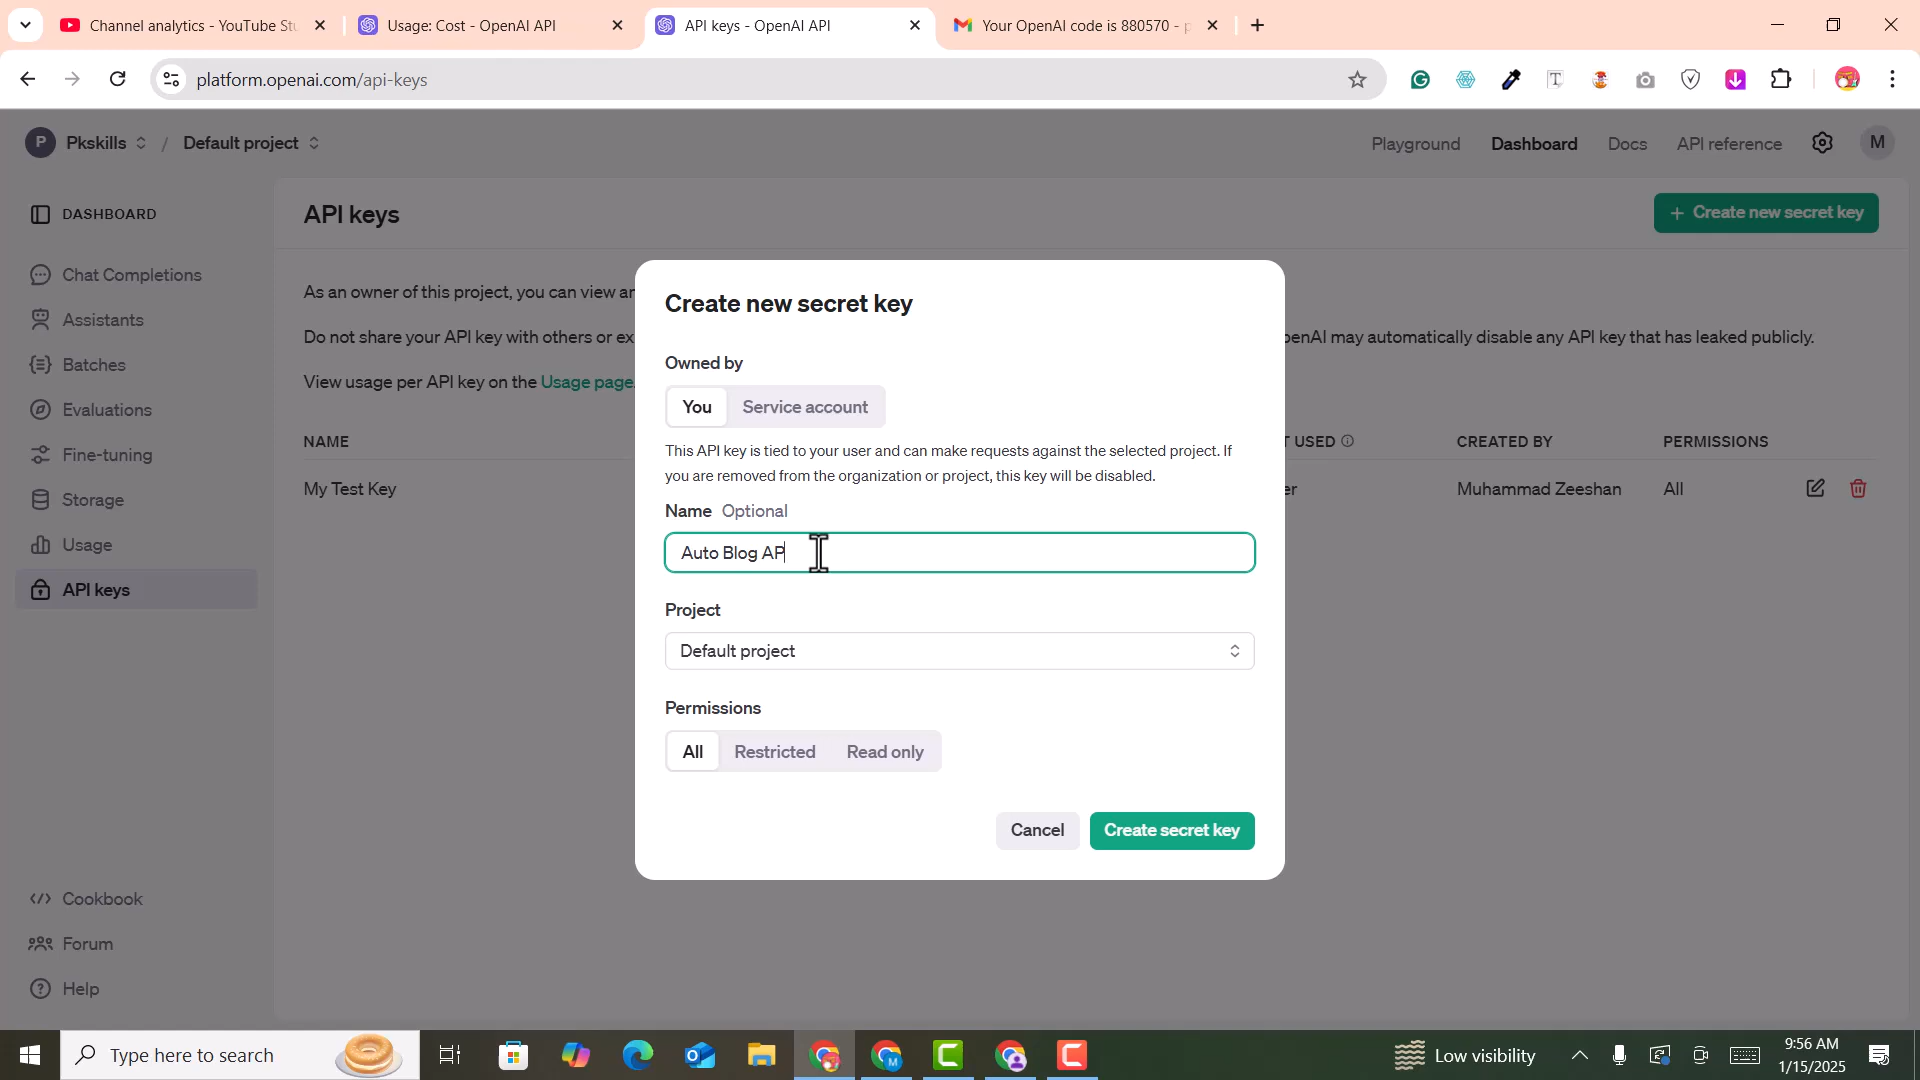 Channel analytics - YouTube Stu
Usage: Cost - OpenAI API
API keys - OpenAI API
Your OpenAI code is 880570 - p
platform.openai.com/api-keys
P Pkskills / Default project
Playground Dashboard Docs API reference M
DASHBOARD
Chat Completions
Assistants
Batches
Evaluations
Fine-tuning
Storage
Usage
API keys
Cookbook
Forum
Help
API keys
+ Create new secret key
As an owner of this project, you can view an
Do not share your API key with others or ex
penAI may automatically disable any API key that has leaked publicly.
View usage per API key on the Usage page.
NAME T USED CREATED BY PERMISSIONS
My Test Key er Muhammad Zeeshan All
Create new secret key
Owned by
You Service account
This API key is tied to your user and can make requests against the selected project. If
you are removed from the organization or project, this key will be disabled.
Name Optional
Auto Blog AP
Project
Default project
Permissions
All Restricted Read only
Cancel Create secret key
Type here to search
Low visibility
9:56 AM
1/15/2025